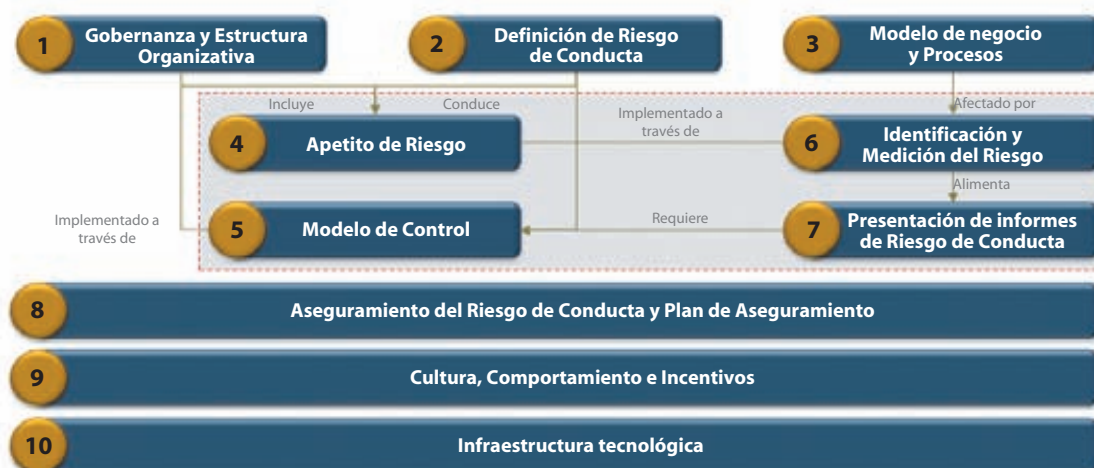 1
Gobernanza y Estructura
Organizativa
2
Definición de Riesgo
de Conducta
3
Modelo de negocio
y Procesos
Incluye
Conduce
Implementado a
través de
Afectado por
4
Apetito de Riesgo
6
Identificación y
Medición del Riesgo
Alimenta
Implementado a
través de
5
Modelo de Control
Requiere
7
Presentación de informes
de Riesgo de Conducta
8
Aseguramiento del Riesgo de Conducta y Plan de Aseguramiento
9
Cultura, Comportamiento e Incentivos
10
Infraestructura tecnológica